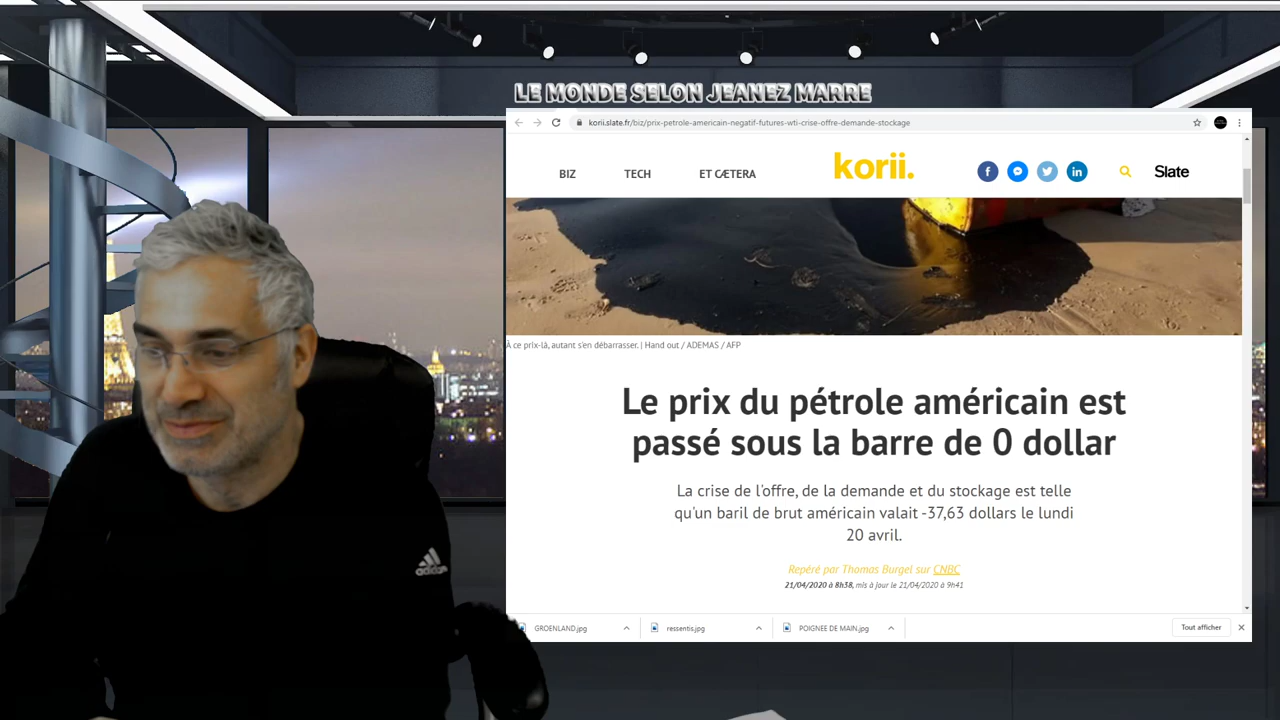 LE MONDE SELON JEANEZ MARRE
korii.slate.fr/biz/prix-petrole-americain-negatif-futures-wti-crise-offre-demande-stockage
BIZ TECH ET CÆTERA korii. Slate
À ce prix-là, autant s'en débarrasser. | Hand out / ADEMAS / AFP
Le prix du pétrole américain est
passé sous la barre de 0 dollar
La crise de l'offre, de la demande et du stockage est telle
qu'un baril de brut américain valait -37,63 dollars le lundi
20 avril.
Repéré par Thomas Burgel sur CNBC
21/04/2020 à 8h38, mis à jour le 21/04/2020 à 9h41
GROENLAND.jpg ressentis.jpg POIGNEE DE MAIN.jpg Tout afficher
adidas